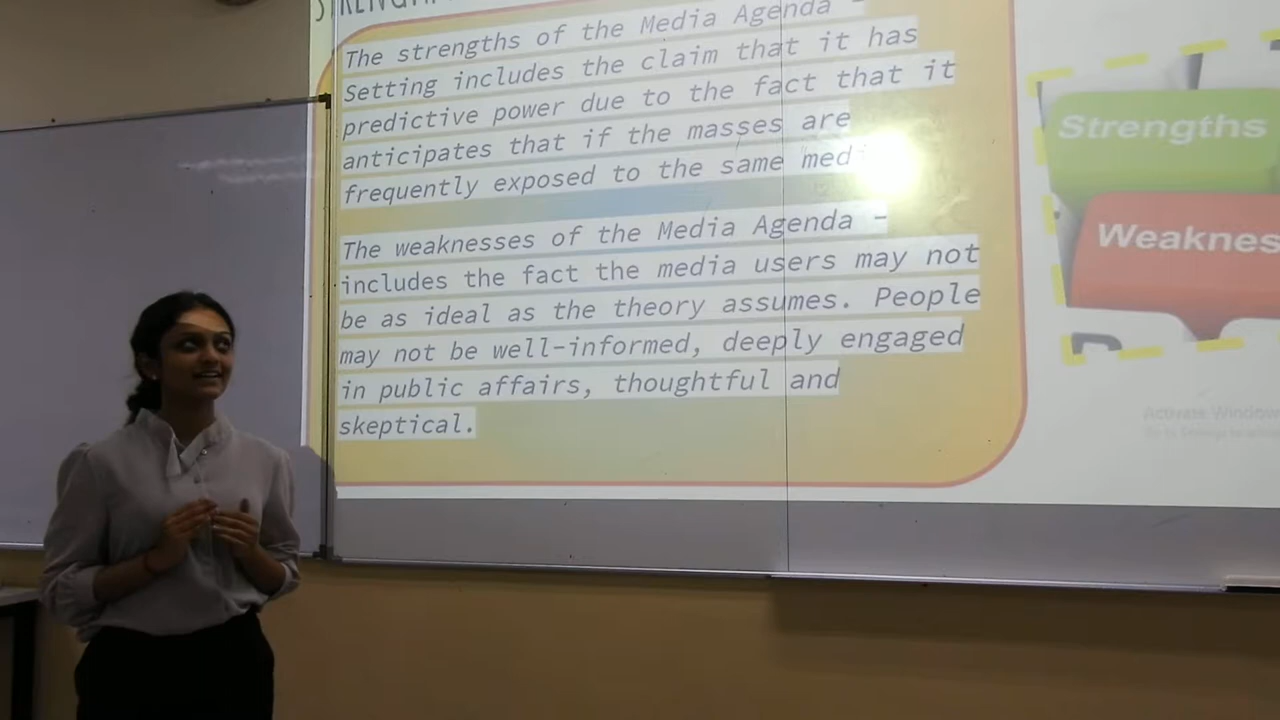 The strengths of the Media Agenda -
Setting includes the claim that it has
predictive power due to the fact that it
anticipates that if the masses are
frequently exposed to the same
The weaknesses of the Media Agenda -
includes the fact the media users may not
be as ideal as the theory assumes. People
may not be well-informed, deeply engaged
in public affairs, thoughtful and
skeptical.
Strengths